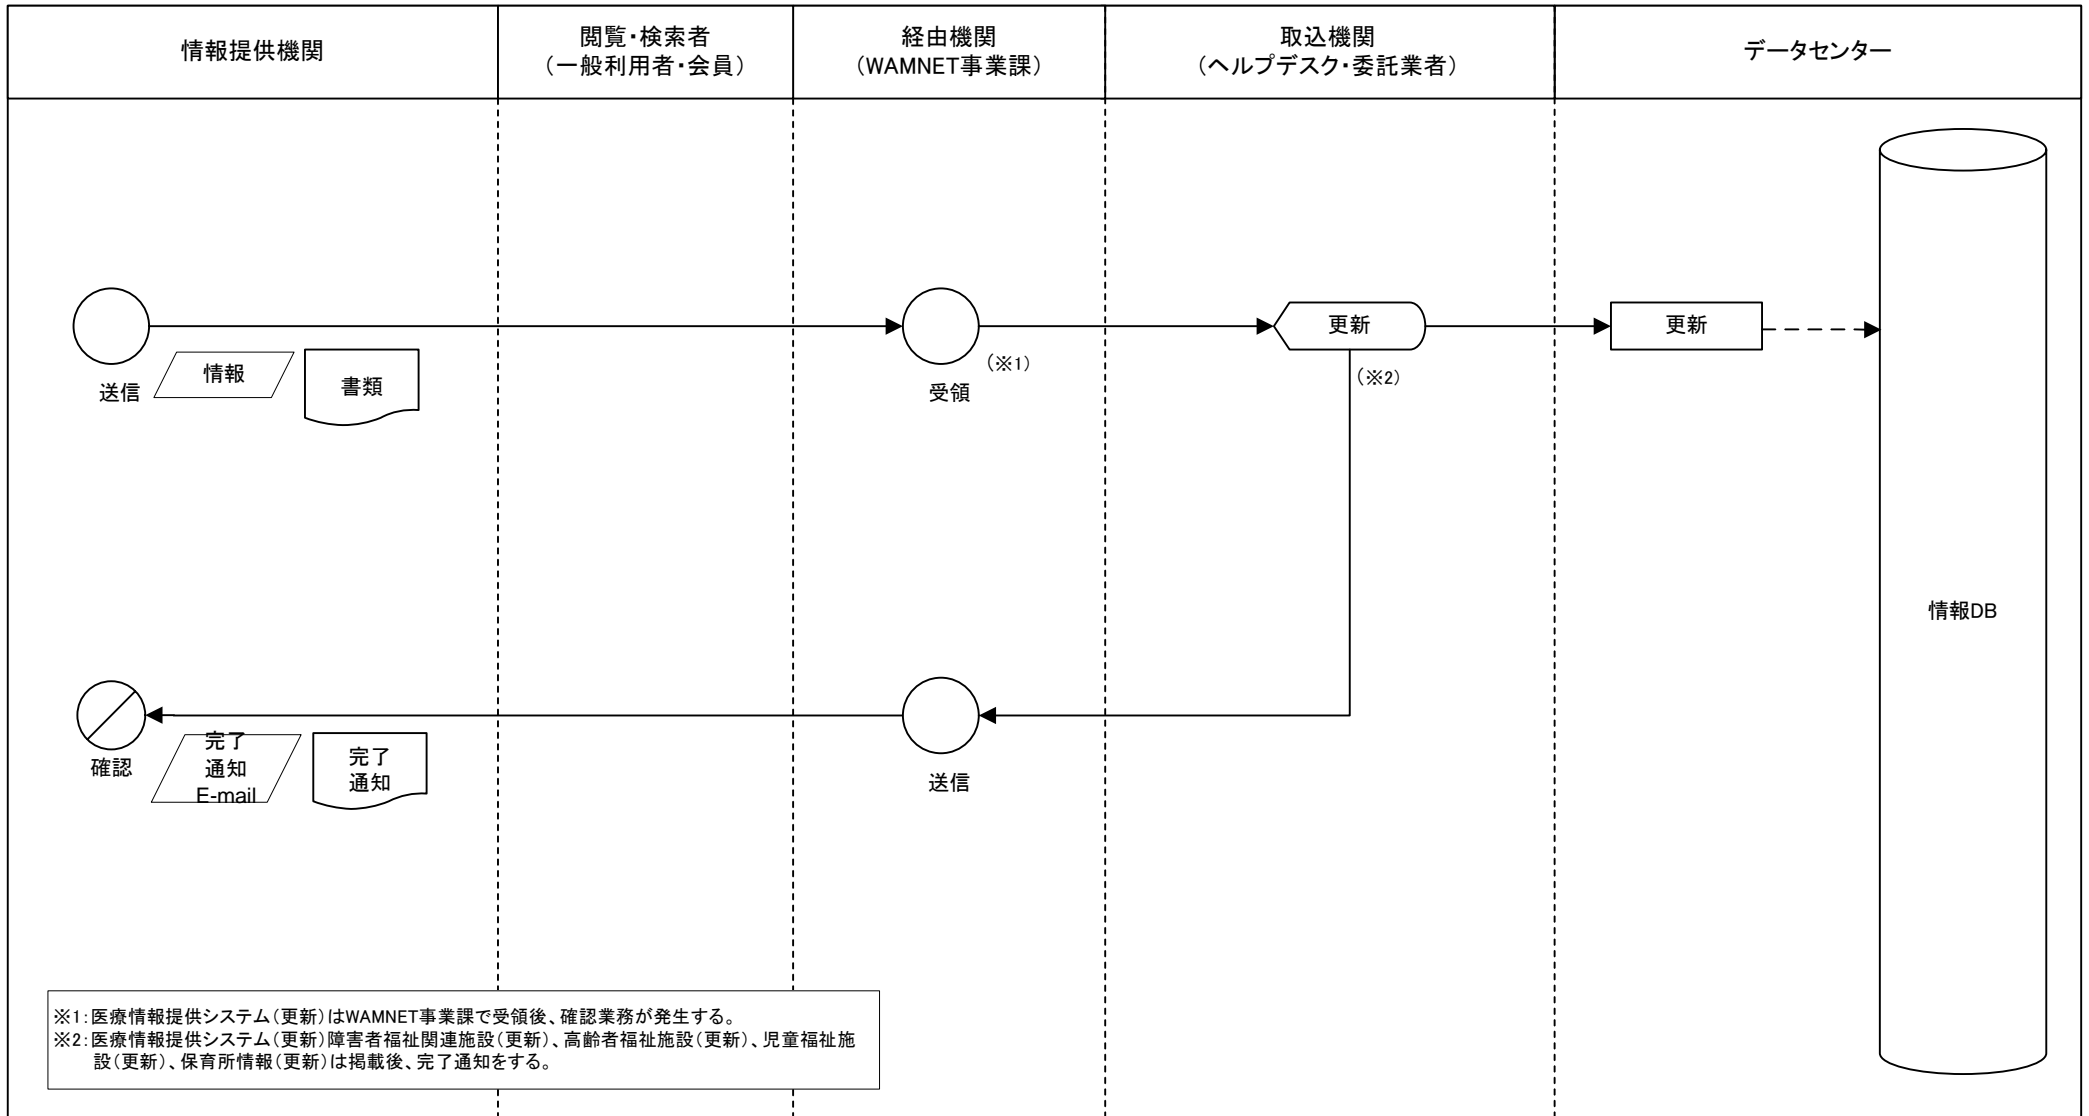 情報提供機関
閲覧・検索者
（一般利用者・会員）
経由機関
（WAMNET事業課）
取込機関
（ヘルプデスク・委託業者）
データセンター
送信
情報
書類
受領
（※1）
更新
（※2）
更新
情報DB
確認
完了
通知
E-mail
完了
通知
送信
※1：医療情報提供システム（更新）はWAMNET事業課で受領後、確認業務が発生する。
※2：医療情報提供システム（更新）障害者福祉関連施設（更新）、高齢者福祉施設（更新）、児童福祉施
設（更新）、保育所情報（更新）は掲載後、完了通知をする。